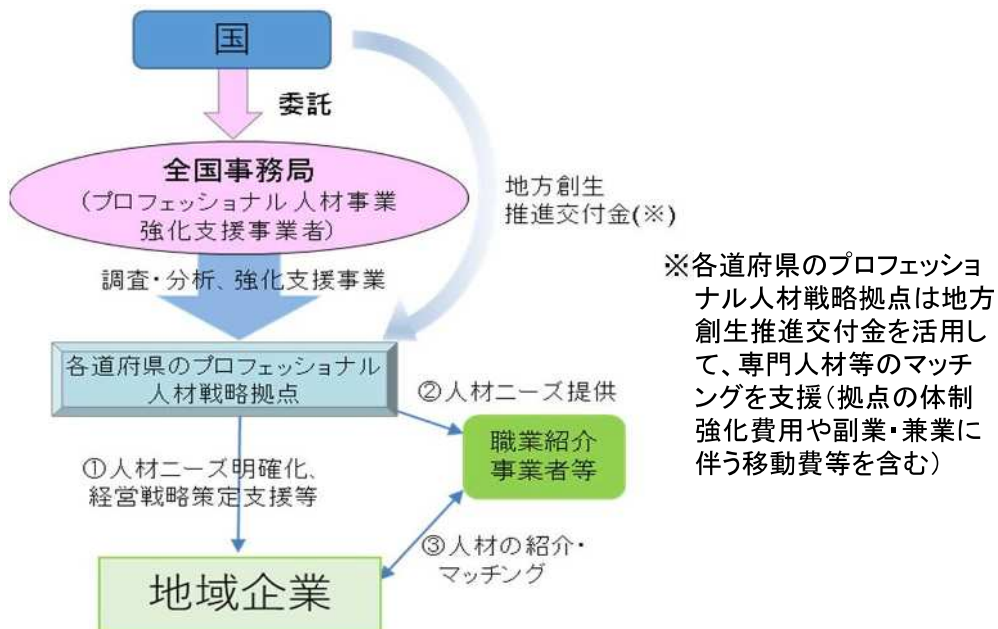 国
委託
全国事務局
(プロフェッショナル人材事業
強化支援事業者)
地方創生
推進交付金(※)
調査・分析、強化支援事業
※各道府県のプロフェッショ
ナル人材戦略拠点は地方
創生推進交付金を活用し
て、専門人材等のマッチ
ングを支援(拠点の体制
強化費用や副業・兼業に
伴う移動費等を含む)
各道府県のプロフェッショナル
人材戦略拠点
②人材ニーズ提供
職業紹介
事業者等
①人材ニーズ明確化、
経営戦略策定支援等
③人材の紹介・
マッチング
地域企業